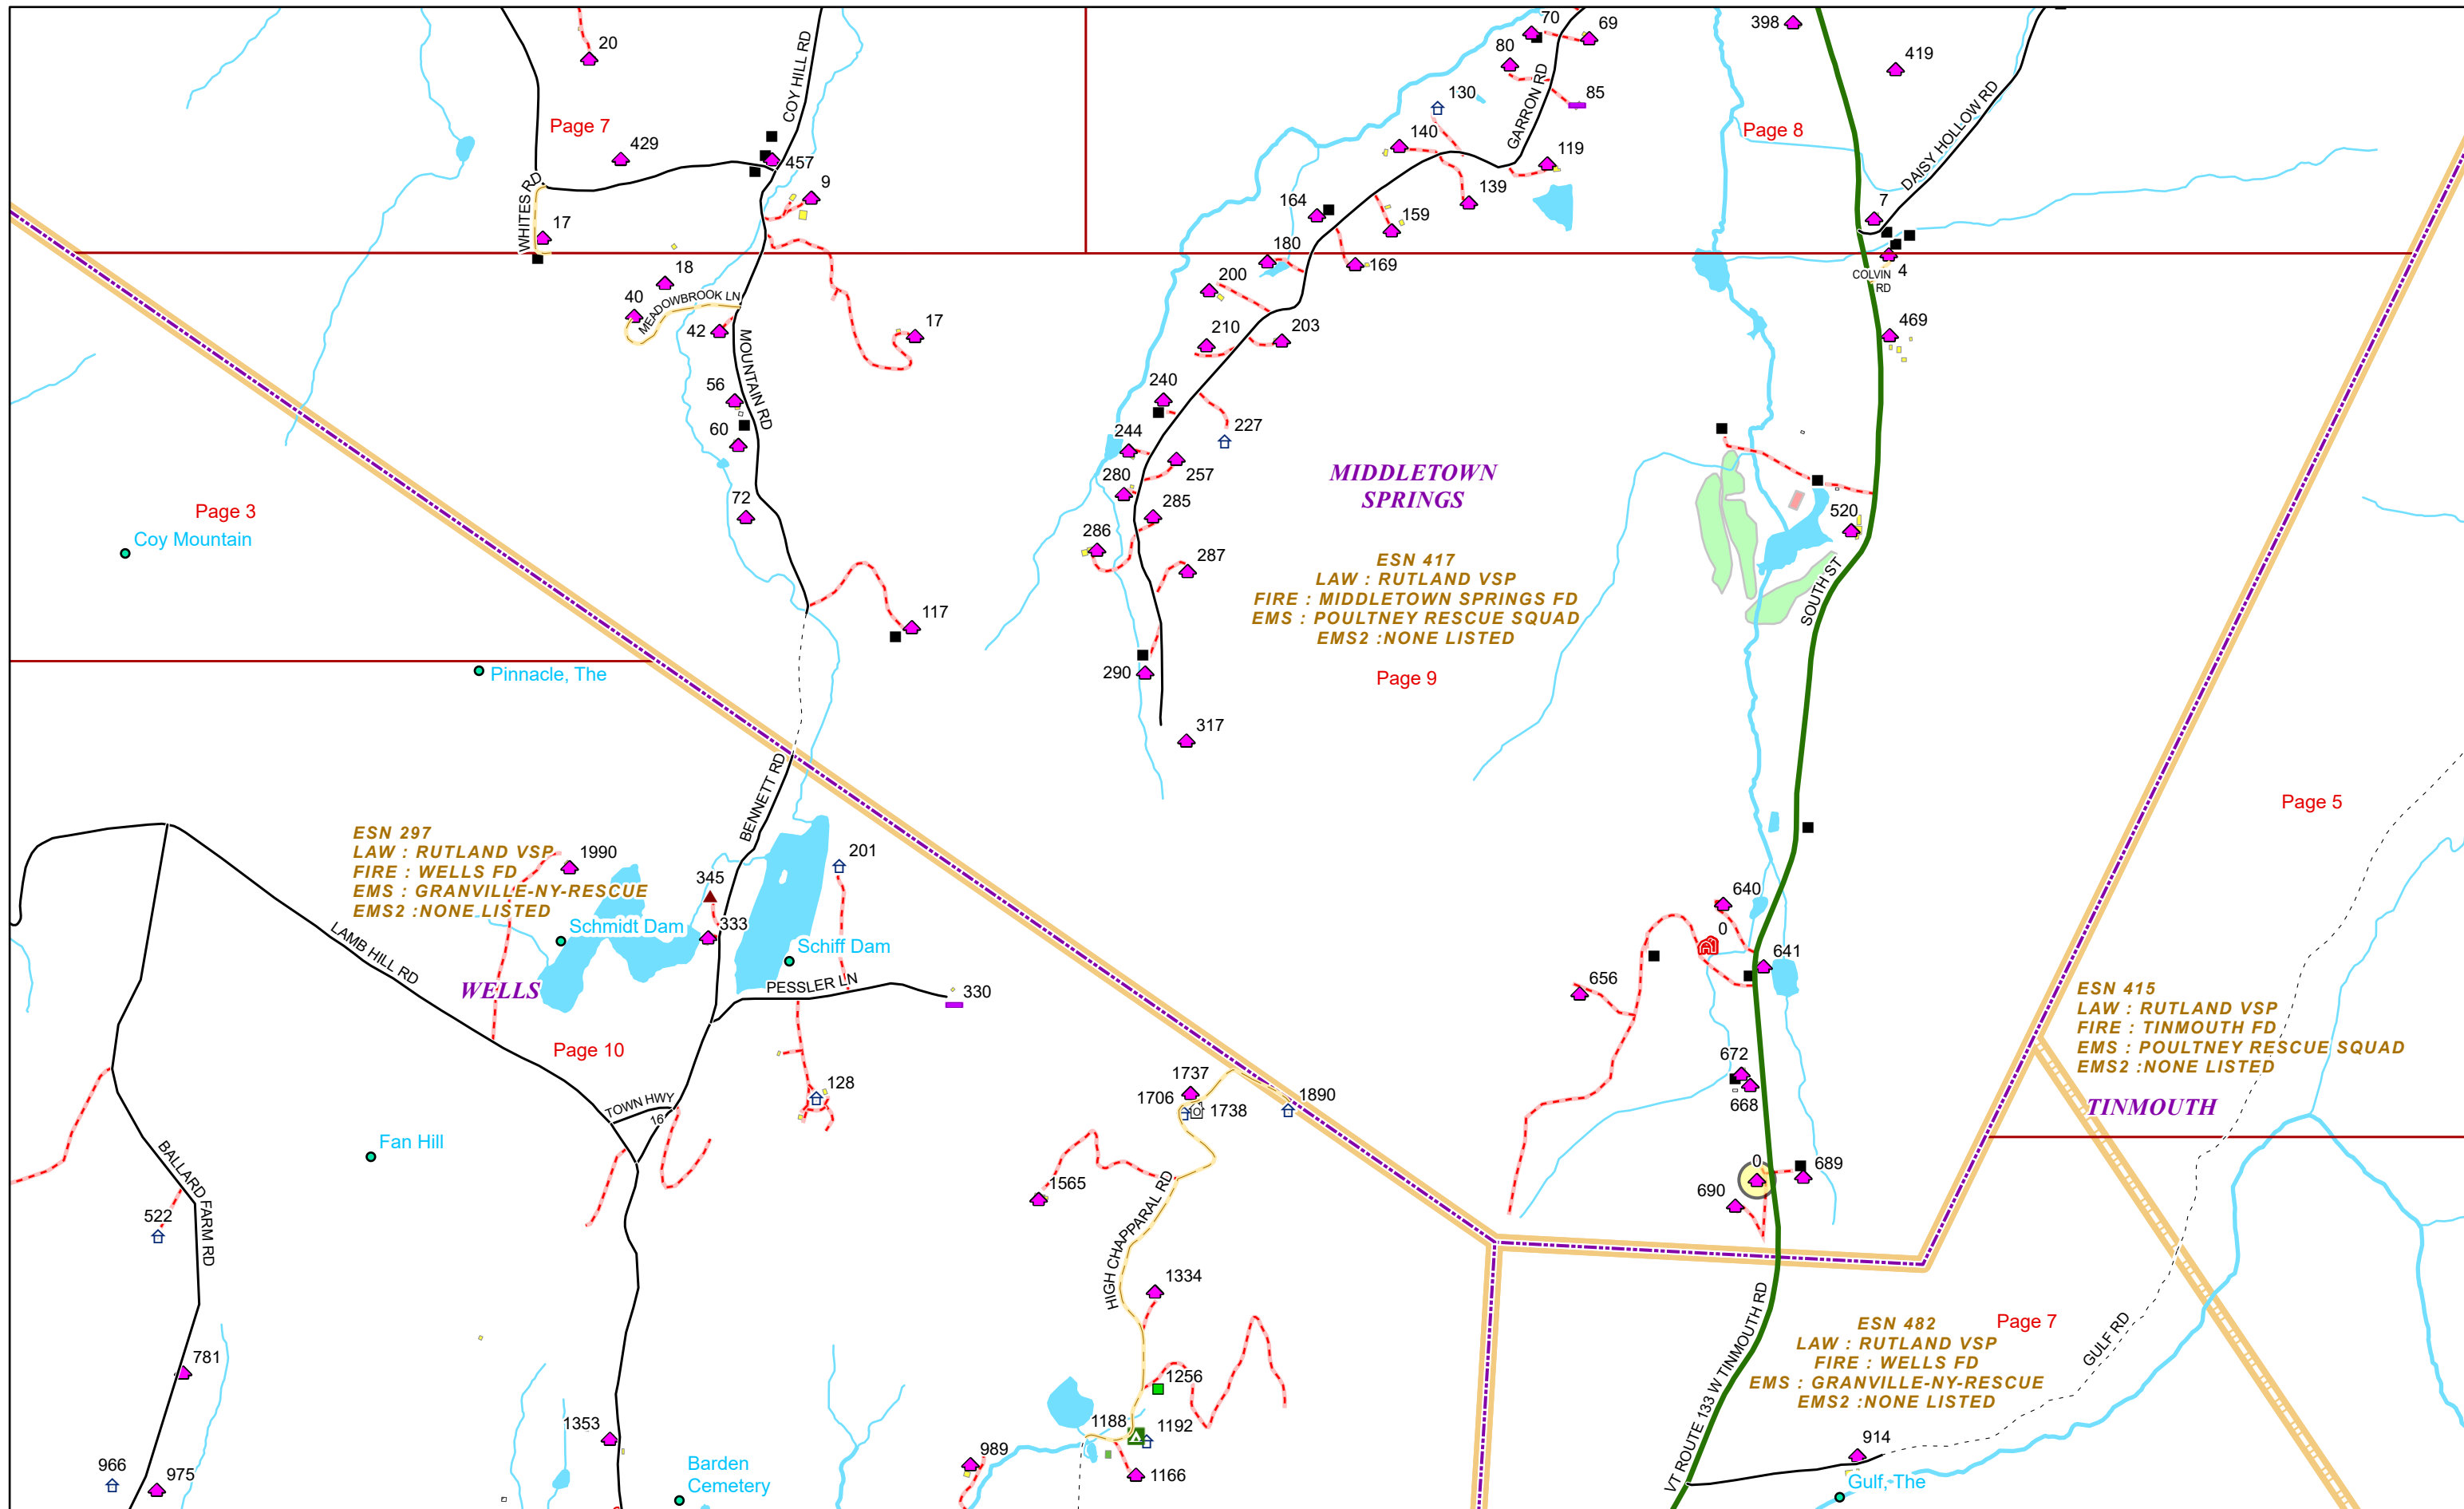 20
COY HILL RD
70
69
398
80
419
130
85
GARRON RD
Page 7
429
457
140
119
Page 8
DAISY HOLLOW RD
WHITES RD
9
139
164
159
7
17
180
169
4
COLVIN
RD
18
200
40
MEADOWBROOK LN
42
17
210
203
469
MOUNTAIN RD
56
240
60
227
244
MIDDLETOWN
SPRINGS
280
257
72
285
520
Page 3
Coy Mountain
286
287
ESN 417
LAW : RUTLAND VSP
FIRE : MIDDLETOWN SPRINGS FD
EMS : POULTNEY RESCUE SQUAD
EMS2 :NONE LISTED
SOUTH ST
117
Pinnacle, The
290
Page 9
317
BENNETT RD
Page 5
ESN 297
LAW : RUTLAND VSP
FIRE : WELLS FD
EMS : GRANVILLE-NY-RESCUE
EMS2 :NONE LISTED
1990
201
345
333
640
0
Schmidt Dam
Schiff Dam
641
LAMB HILL RD
WELLS
PESSLER LN
330
656
ESN 415
LAW : RUTLAND VSP
FIRE : TINMOUTH FD
EMS : POULTNEY RESCUE SQUAD
EMS2 :NONE LISTED
Page 10
672
668
1737
1706
1738
1890
128
TOWN HWY
16
TINMOUTH
Fan Hill
BALLARD FARM RD
1565
HIGH CHAPPARAL RD
0
689
690
522
1334
VT ROUTE 133 W TINMOUTH RD
ESN 482
LAW : RUTLAND VSP
FIRE : WELLS FD
EMS : GRANVILLE-NY-RESCUE
EMS2 :NONE LISTED
Page 7
GULF RD
781
1256
1353
1188
1192
914
966
975
Barden
Cemetery
989
1166
Gulf, The